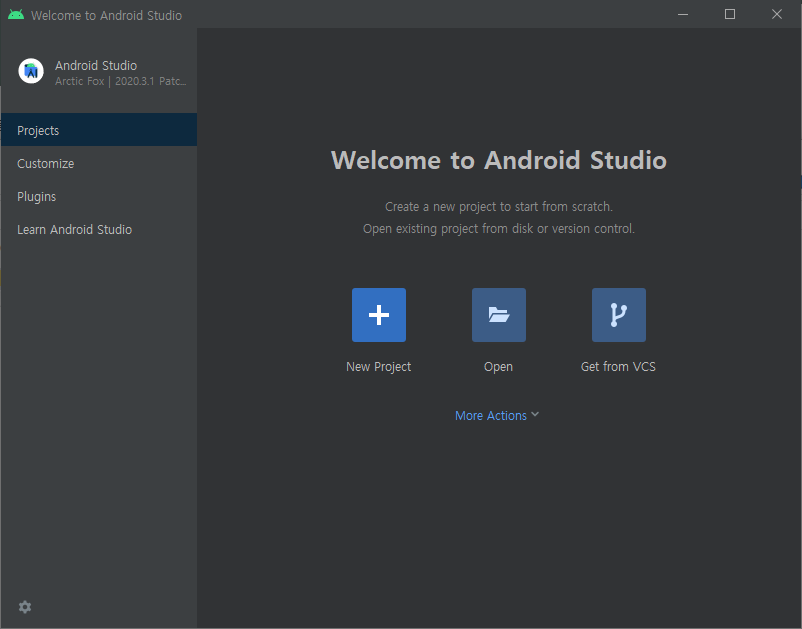 Welcome to Android Studio
Android Studio
Arctic Fox | 2020.3.1 Patc...
Projects
Customize
Plugins
Learn Android Studio
Welcome to Android Studio
Create a new project to start from scratch.
Open existing project from disk or version control.
New Project
Open
Get from VCS
More Actions